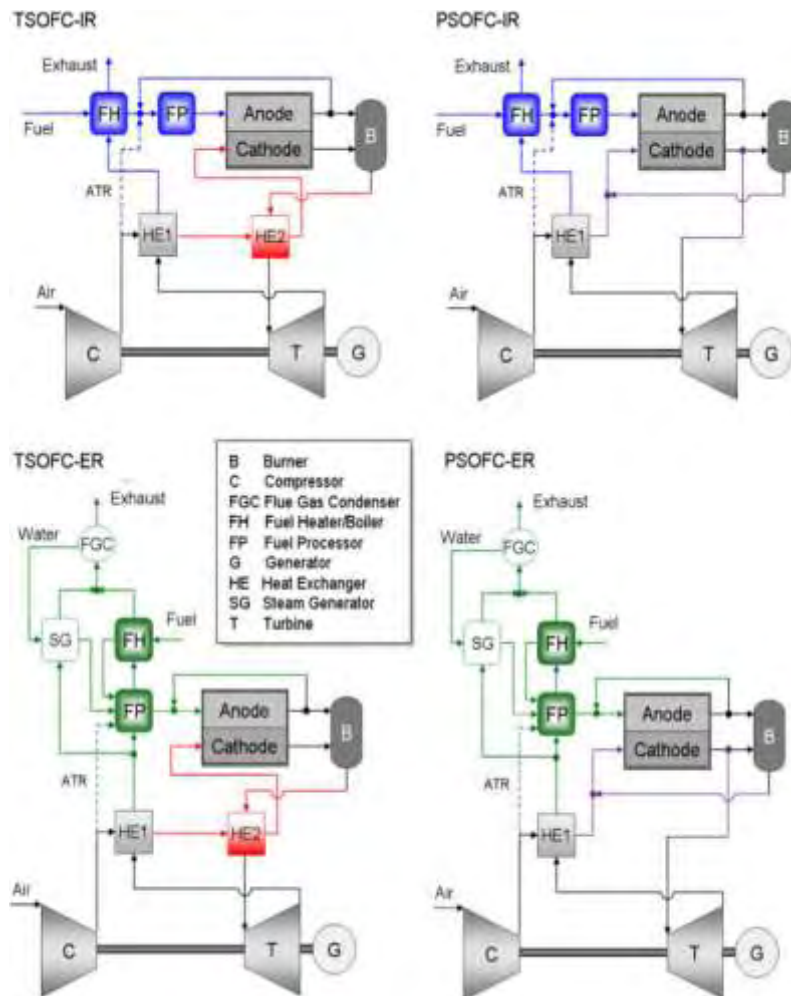 TSOFC-IR
Exhaust
FH
FP
Anode
Cathode
B
Fuel
ATR
HE1
HE2
Air
C
T
G
PSOFC-IR
Exhaust
FH
FP
Anode
Cathode
B
Fuel
ATR
HE1
Air
C
T
G
TSOFC-ER
Exhaust
Water
FGC
SG
FH
Fuel
FP
Anode
Cathode
B
ATR
HE1
HE2
Air
C
T
G
B Burner
C Compressor
FGC Flue Gas Condenser
FH Fuel Heater/Boiler
FP Fuel Processor
G Generator
HE Heat Exchanger
SG Steam Generator
T Turbine
PSOFC-ER
Exhaust
Water
FGC
SG
FH
Fuel
FP
Anode
Cathode
B
ATR
HE1
Air
C
T
G